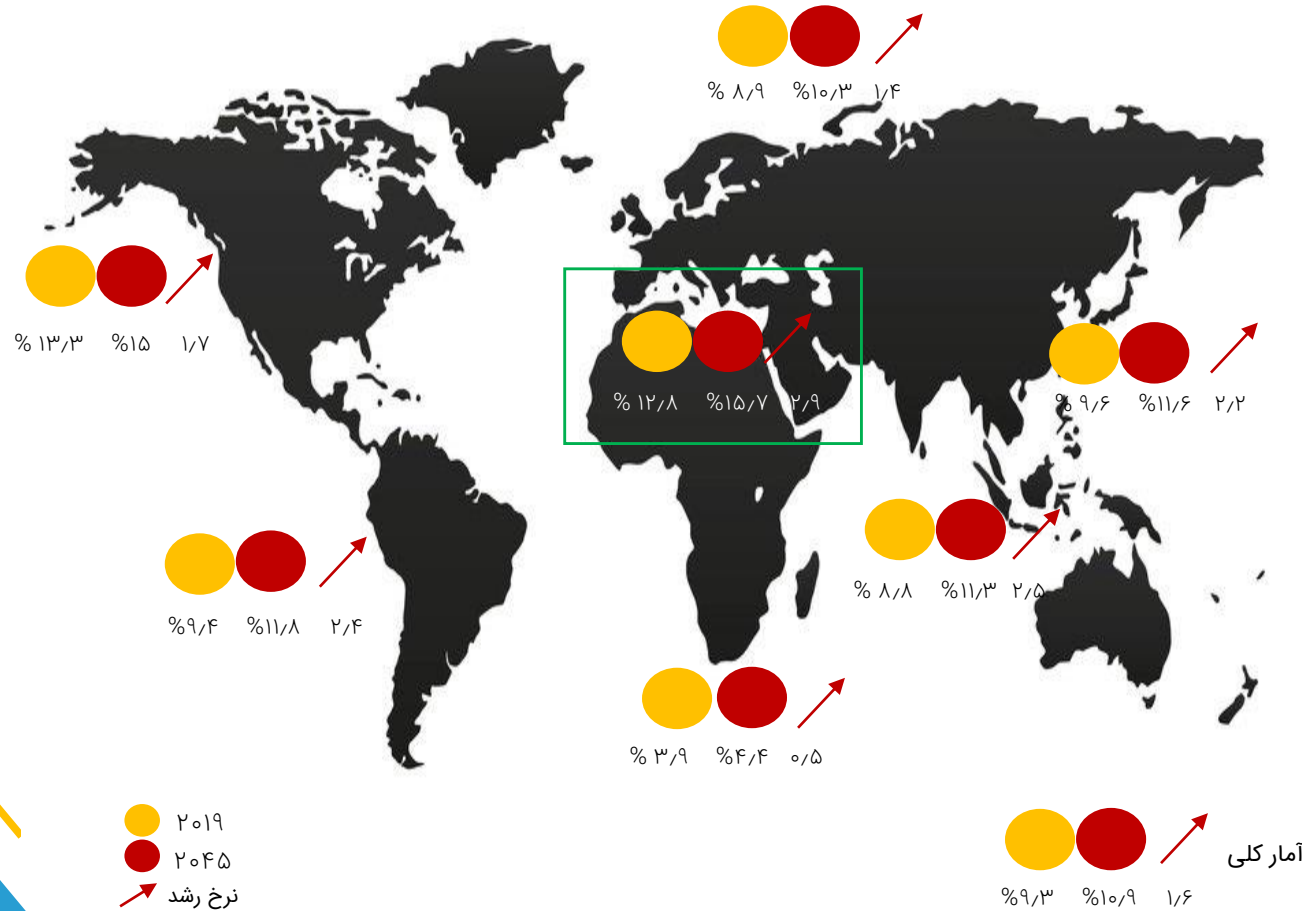 % ۸٫۹ %۱۰٫۳ ۱٫۴
% ۱۳٫۳ %۱۵ ۱٫۷
% ۱۲٫۸ %۱۵٫۷ ۲٫۹
% ۹٫۶ %۱۱٫۶ ۲٫۲
% ۸٫۸ %۱۱٫۳ ۲٫۵
%۹٫۴ %۱۱٫۸ ۲٫۴
% ۳٫۹ %۴٫۴ ۰٫۵
۲۰۱۹
۲۰۴۵
نرخ رشد
آمار کلی
%۹٫۳ %۱۰٫۹ ۱٫۶